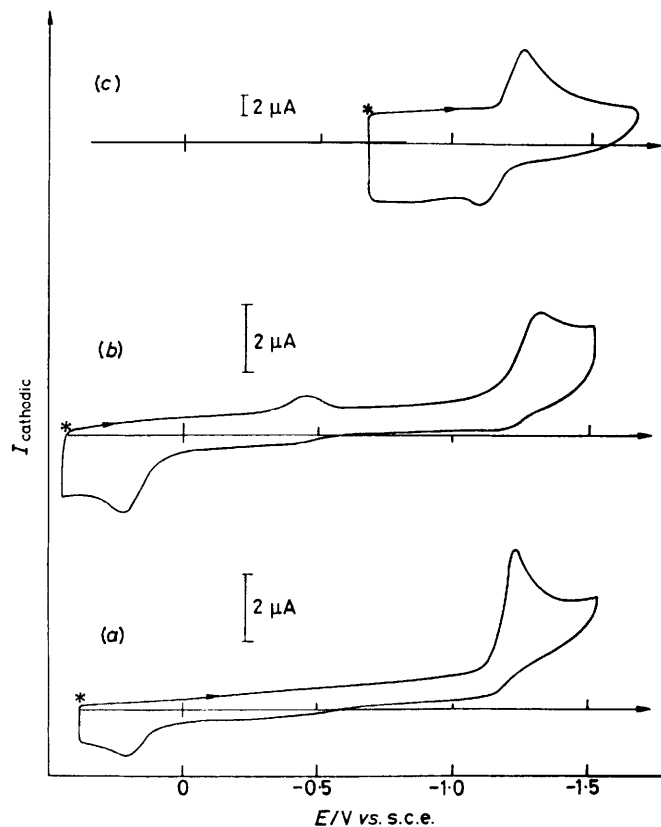 (c)
*
2 μA
(b)
*
2 μA
I cathodic
(a)
*
2 μA
0 -0.5 -1.0 -1.5
E/V vs. s.c.e.